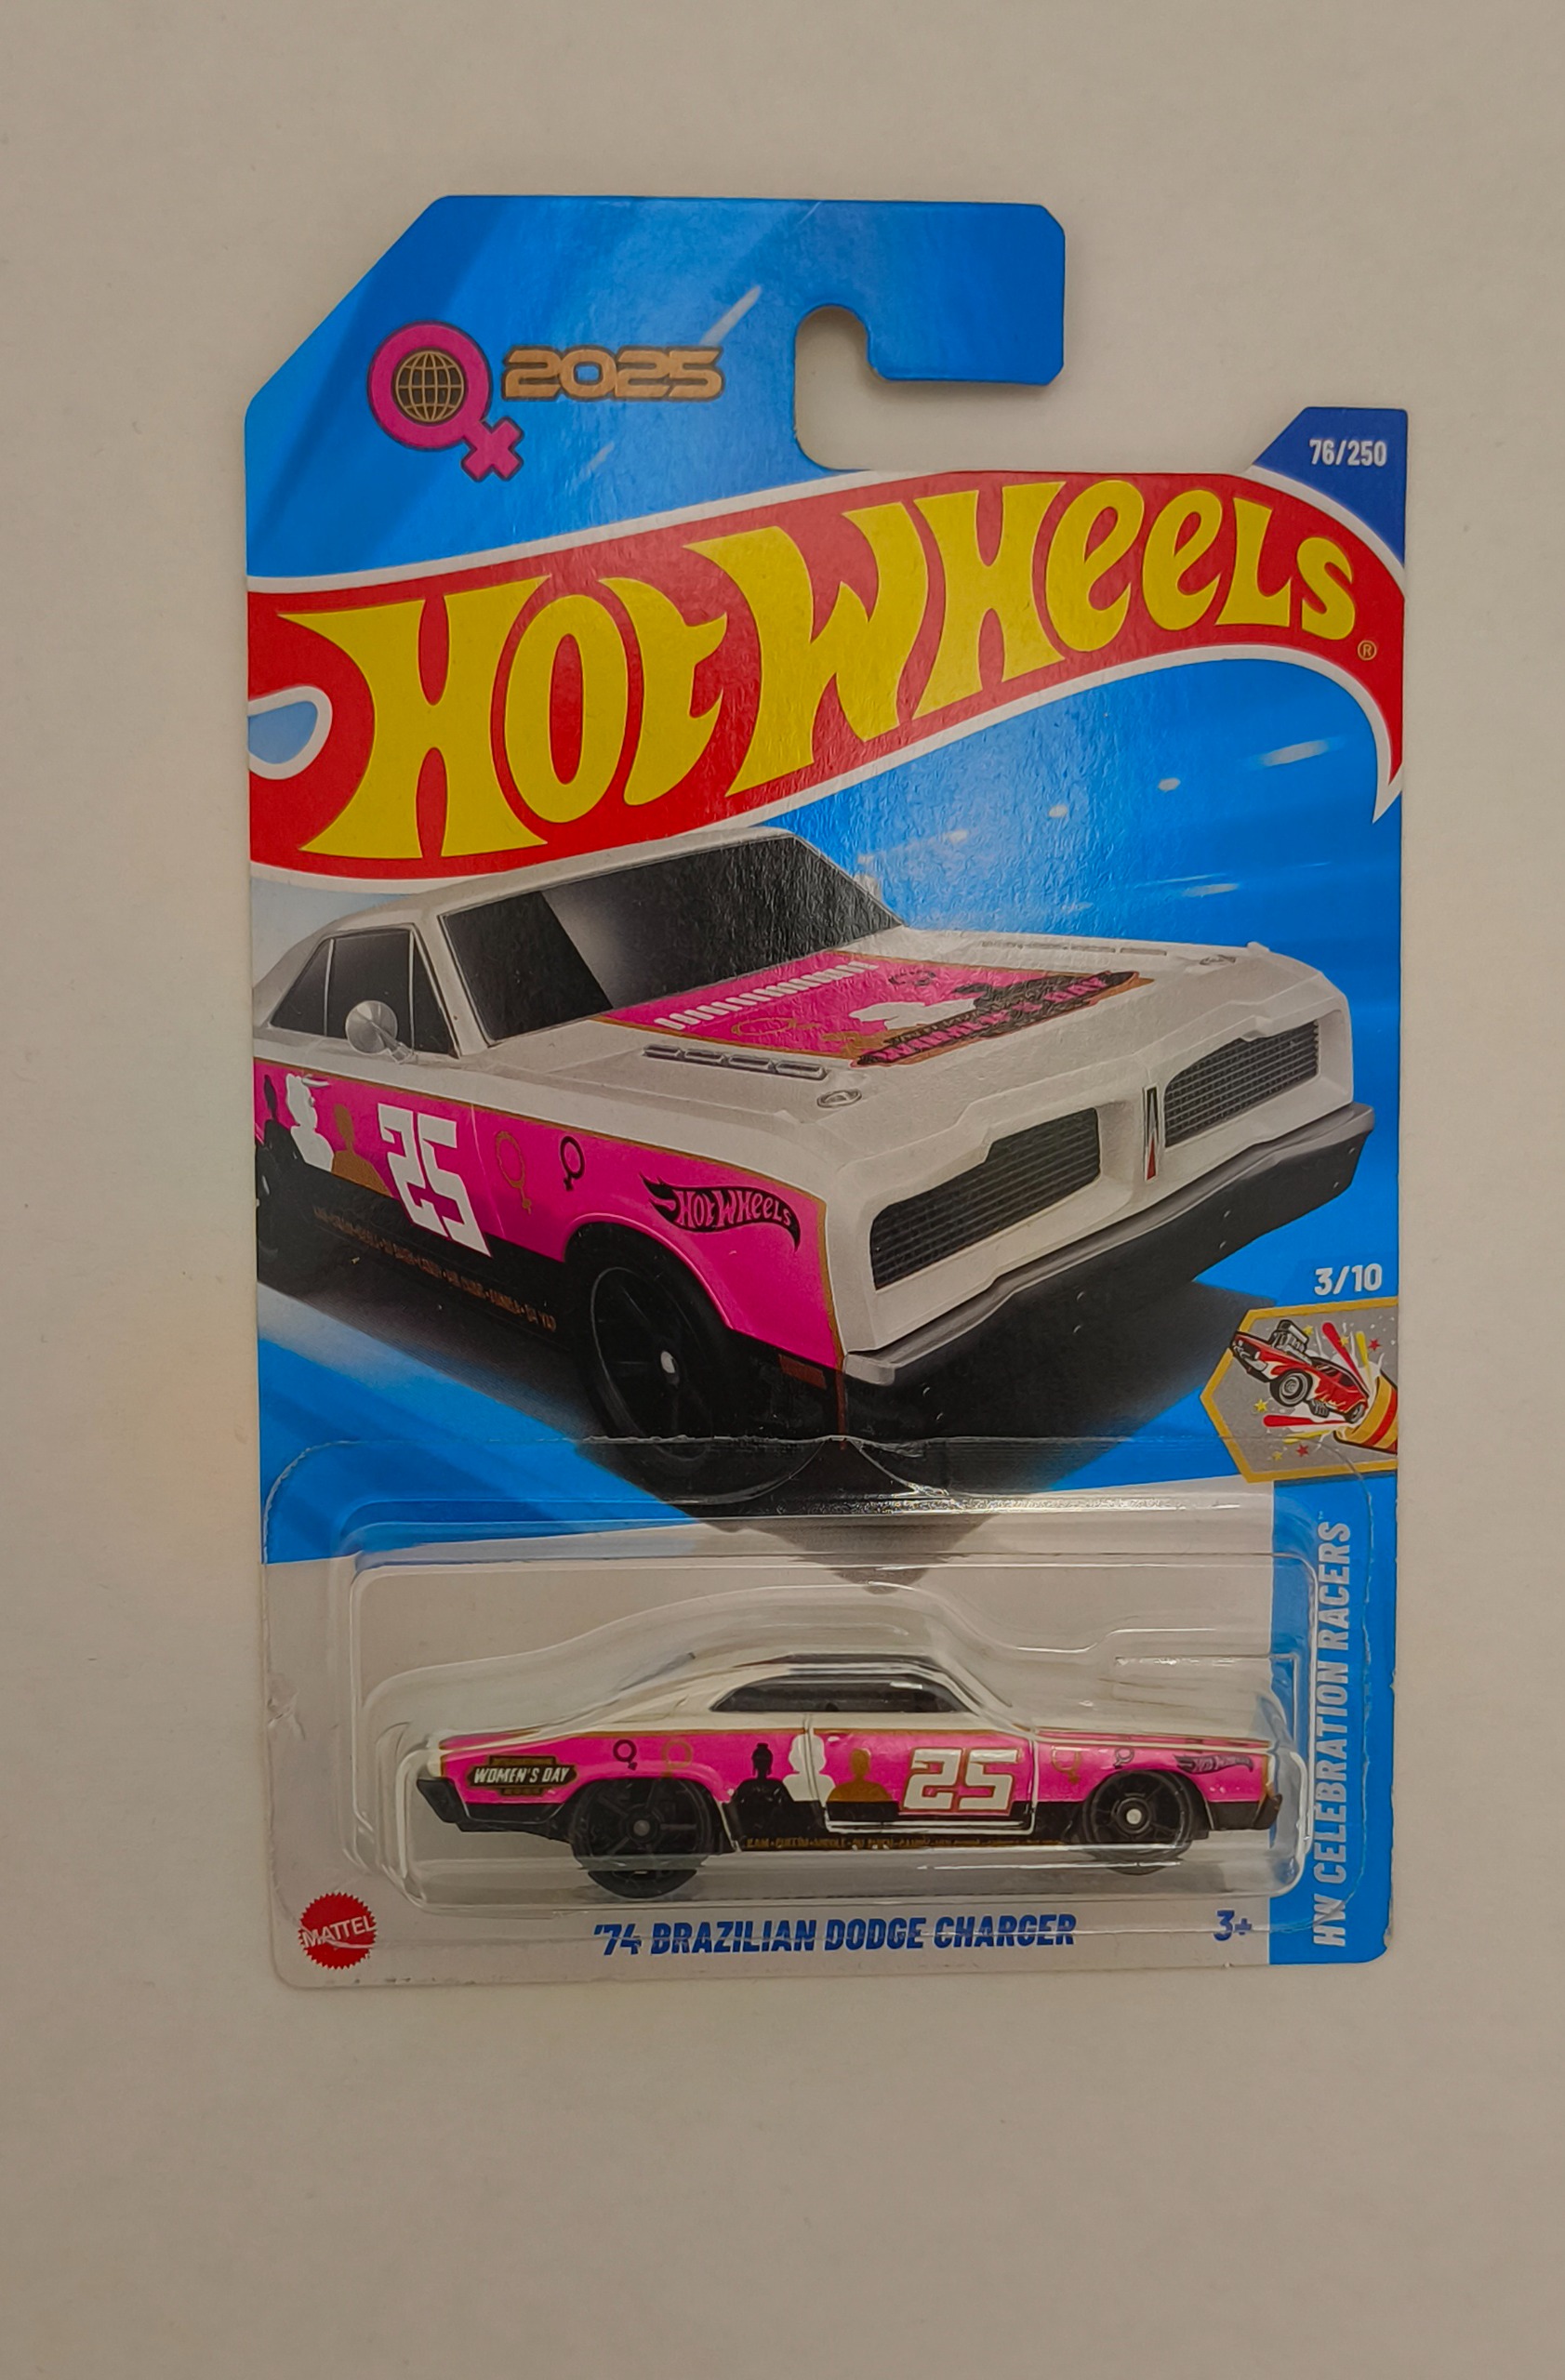 2025
76/250
HOT WHEELS®
25
HOT WHEELS
3/10
HW CELEBRATION RACERS™
WOMEN'S DAY
25
MATTEL
'74 BRAZILIAN DODGE CHARGER
3+